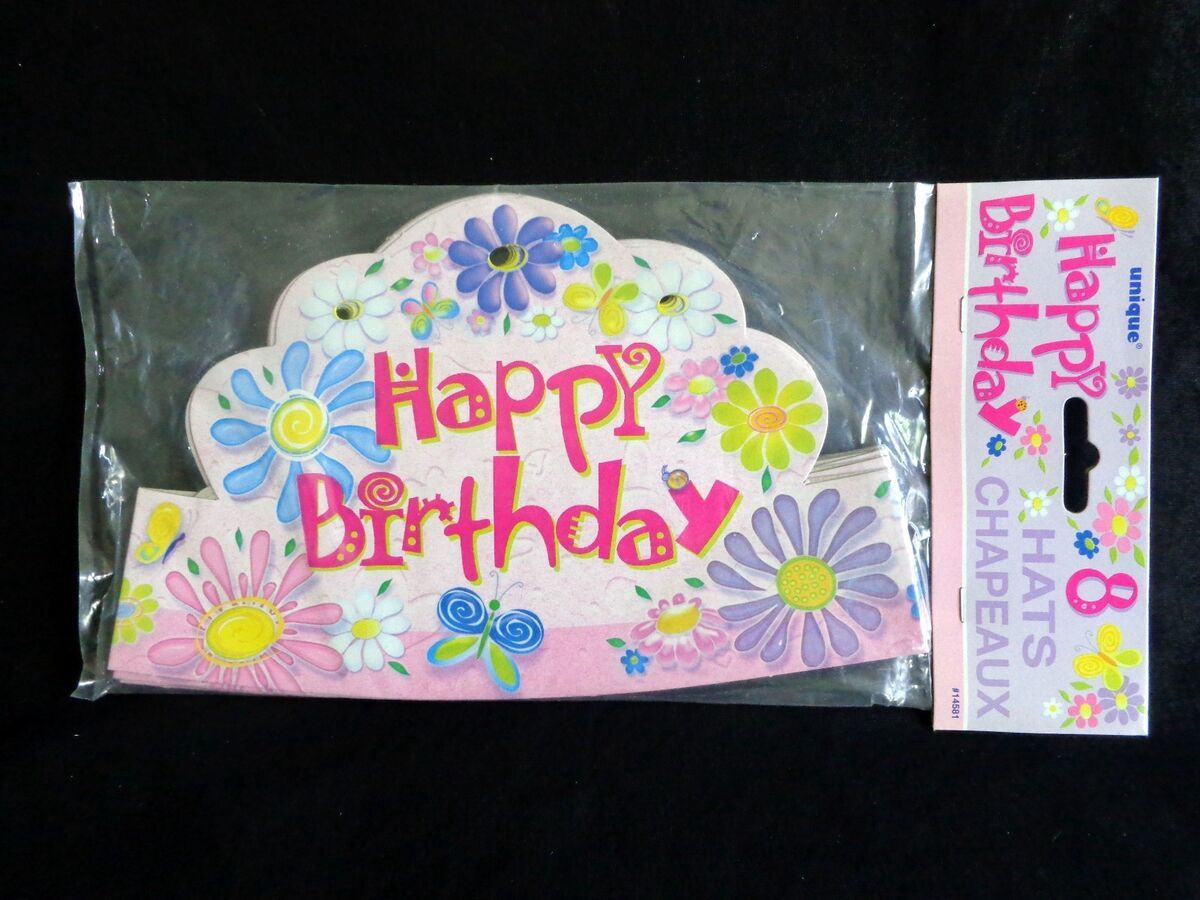 Happy
Birthday
unique®
Happy
Birthday
8
HATS
CHAPEAUX
#14581